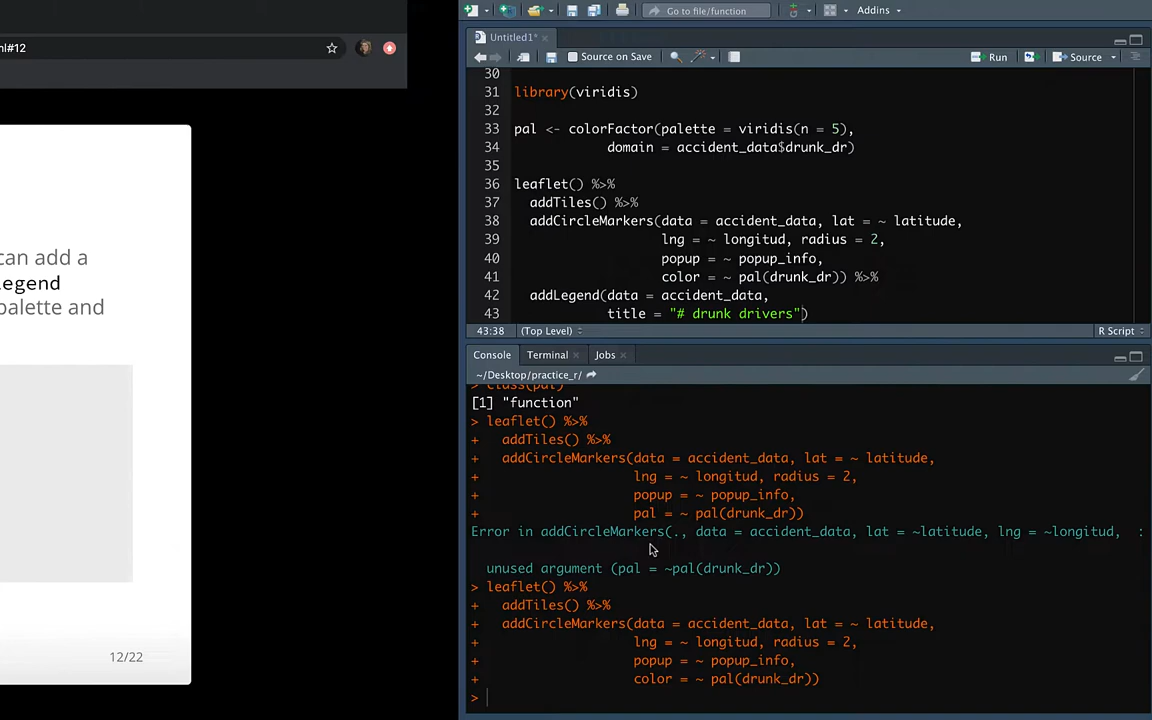 Go to file/function
Addins
#12
Untitled1*
Source on Save
Run
Source
30
31 library(viridis)
32
33 pal <- colorFactor(palette = viridis(n = 5),
34 domain = accident_data$drunk_dr)
35
36 leaflet() %>%
37 addTiles() %>%
38 addCircleMarkers(data = accident_data, lat = ~ latitude,
39 lng = ~ longitud, radius = 2,
40 popup = ~ popup_info,
41 color = ~ pal(drunk_dr)) %>%
42 addLegend(data = accident_data,
43 title = "# drunk drivers")
43:38 (Top Level) R Script
can add a
Legend
palette and
12/22
Console Terminal Jobs
~/Desktop/practice_r/
> class(pal)
[1] "function"
> leaflet() %>%
+ addTiles() %>%
+ addCircleMarkers(data = accident_data, lat = ~ latitude,
+ lng = ~ longitud, radius = 2,
+ popup = ~ popup_info,
+ pal = ~ pal(drunk_dr))
Error in addCircleMarkers(., data = accident_data, lat = ~latitude, lng = ~longitud, :
unused argument (pal = ~pal(drunk_dr))
> leaflet() %>%
+ addTiles() %>%
+ addCircleMarkers(data = accident_data, lat = ~ latitude,
+ lng = ~ longitud, radius = 2,
+ popup = ~ popup_info,
+ color = ~ pal(drunk_dr))
>